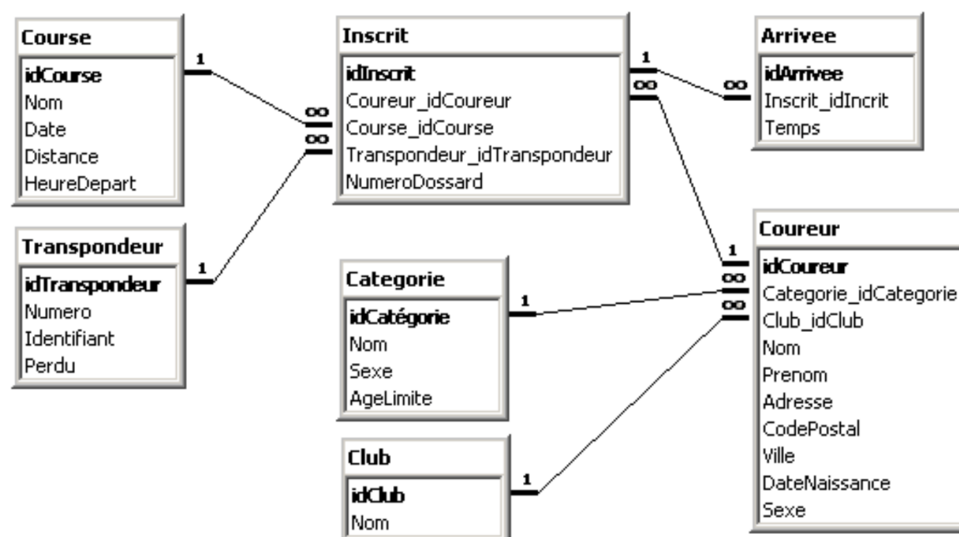 Course
idCourse
Nom
Date
Distance
HeureDepart
Inscrit
idInscrit
Coureur_idCoureur
Course_idCourse
Transpondeur_idTranspondeur
NumeroDossard
Arrivee
idArrivee
Inscrit_idIncrit
Temps
Transpondeur
idTranspondeur
Numero
Identifiant
Perdu
Categorie
idCatégorie
Nom
Sexe
AgeLimite
Club
idClub
Nom
Coureur
idCoureur
Categorie_idCategorie
Club_idClub
Nom
Prenom
Adresse
CodePostal
Ville
DateNaissance
Sexe
1
∞
∞
1
1
∞
∞
1
∞
∞
1
1